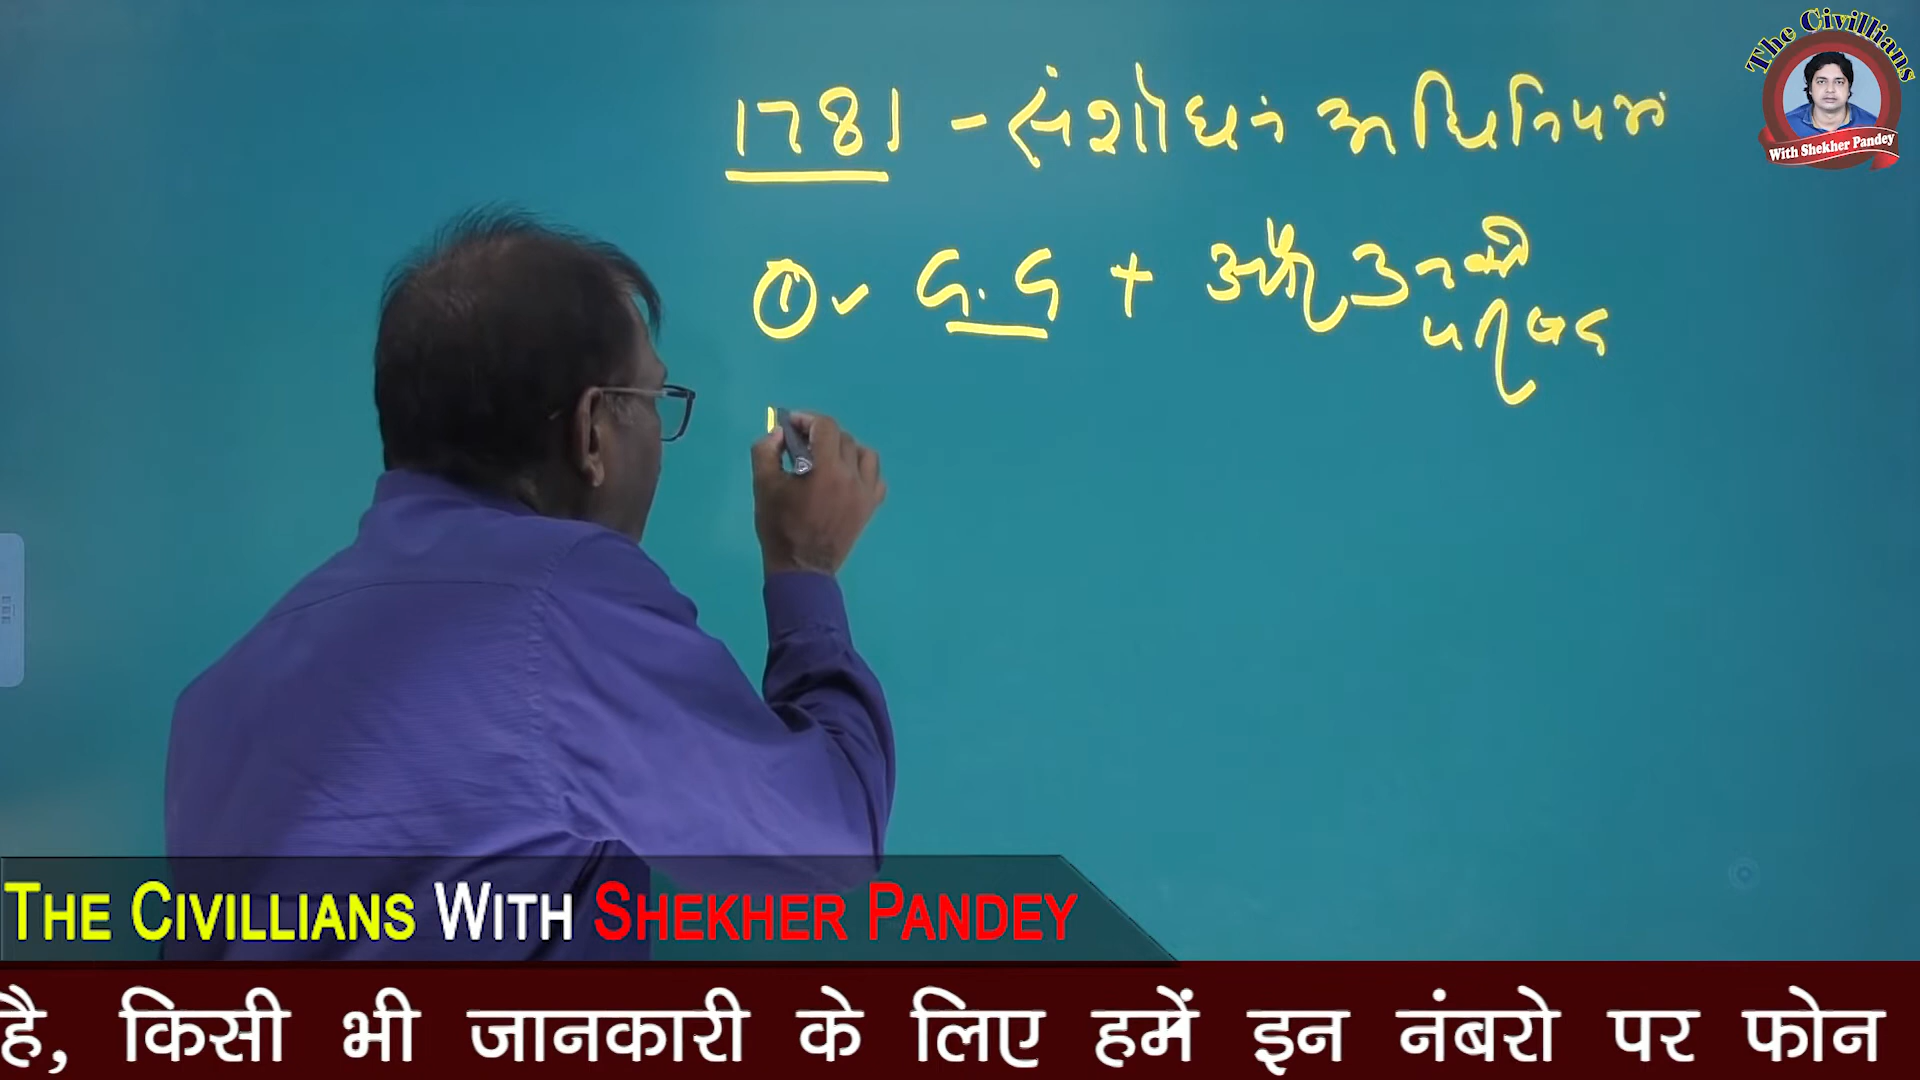 The Civillians
With Shekher Pandey
1781 - संशोधन अधिनियम
① ✓ G.G + और उनकी
परिषद
THE CIVILLIANS WITH SHEKHER PANDEY
है, किसी भी जानकारी के लिए हमें इन नंबरो पर फोन